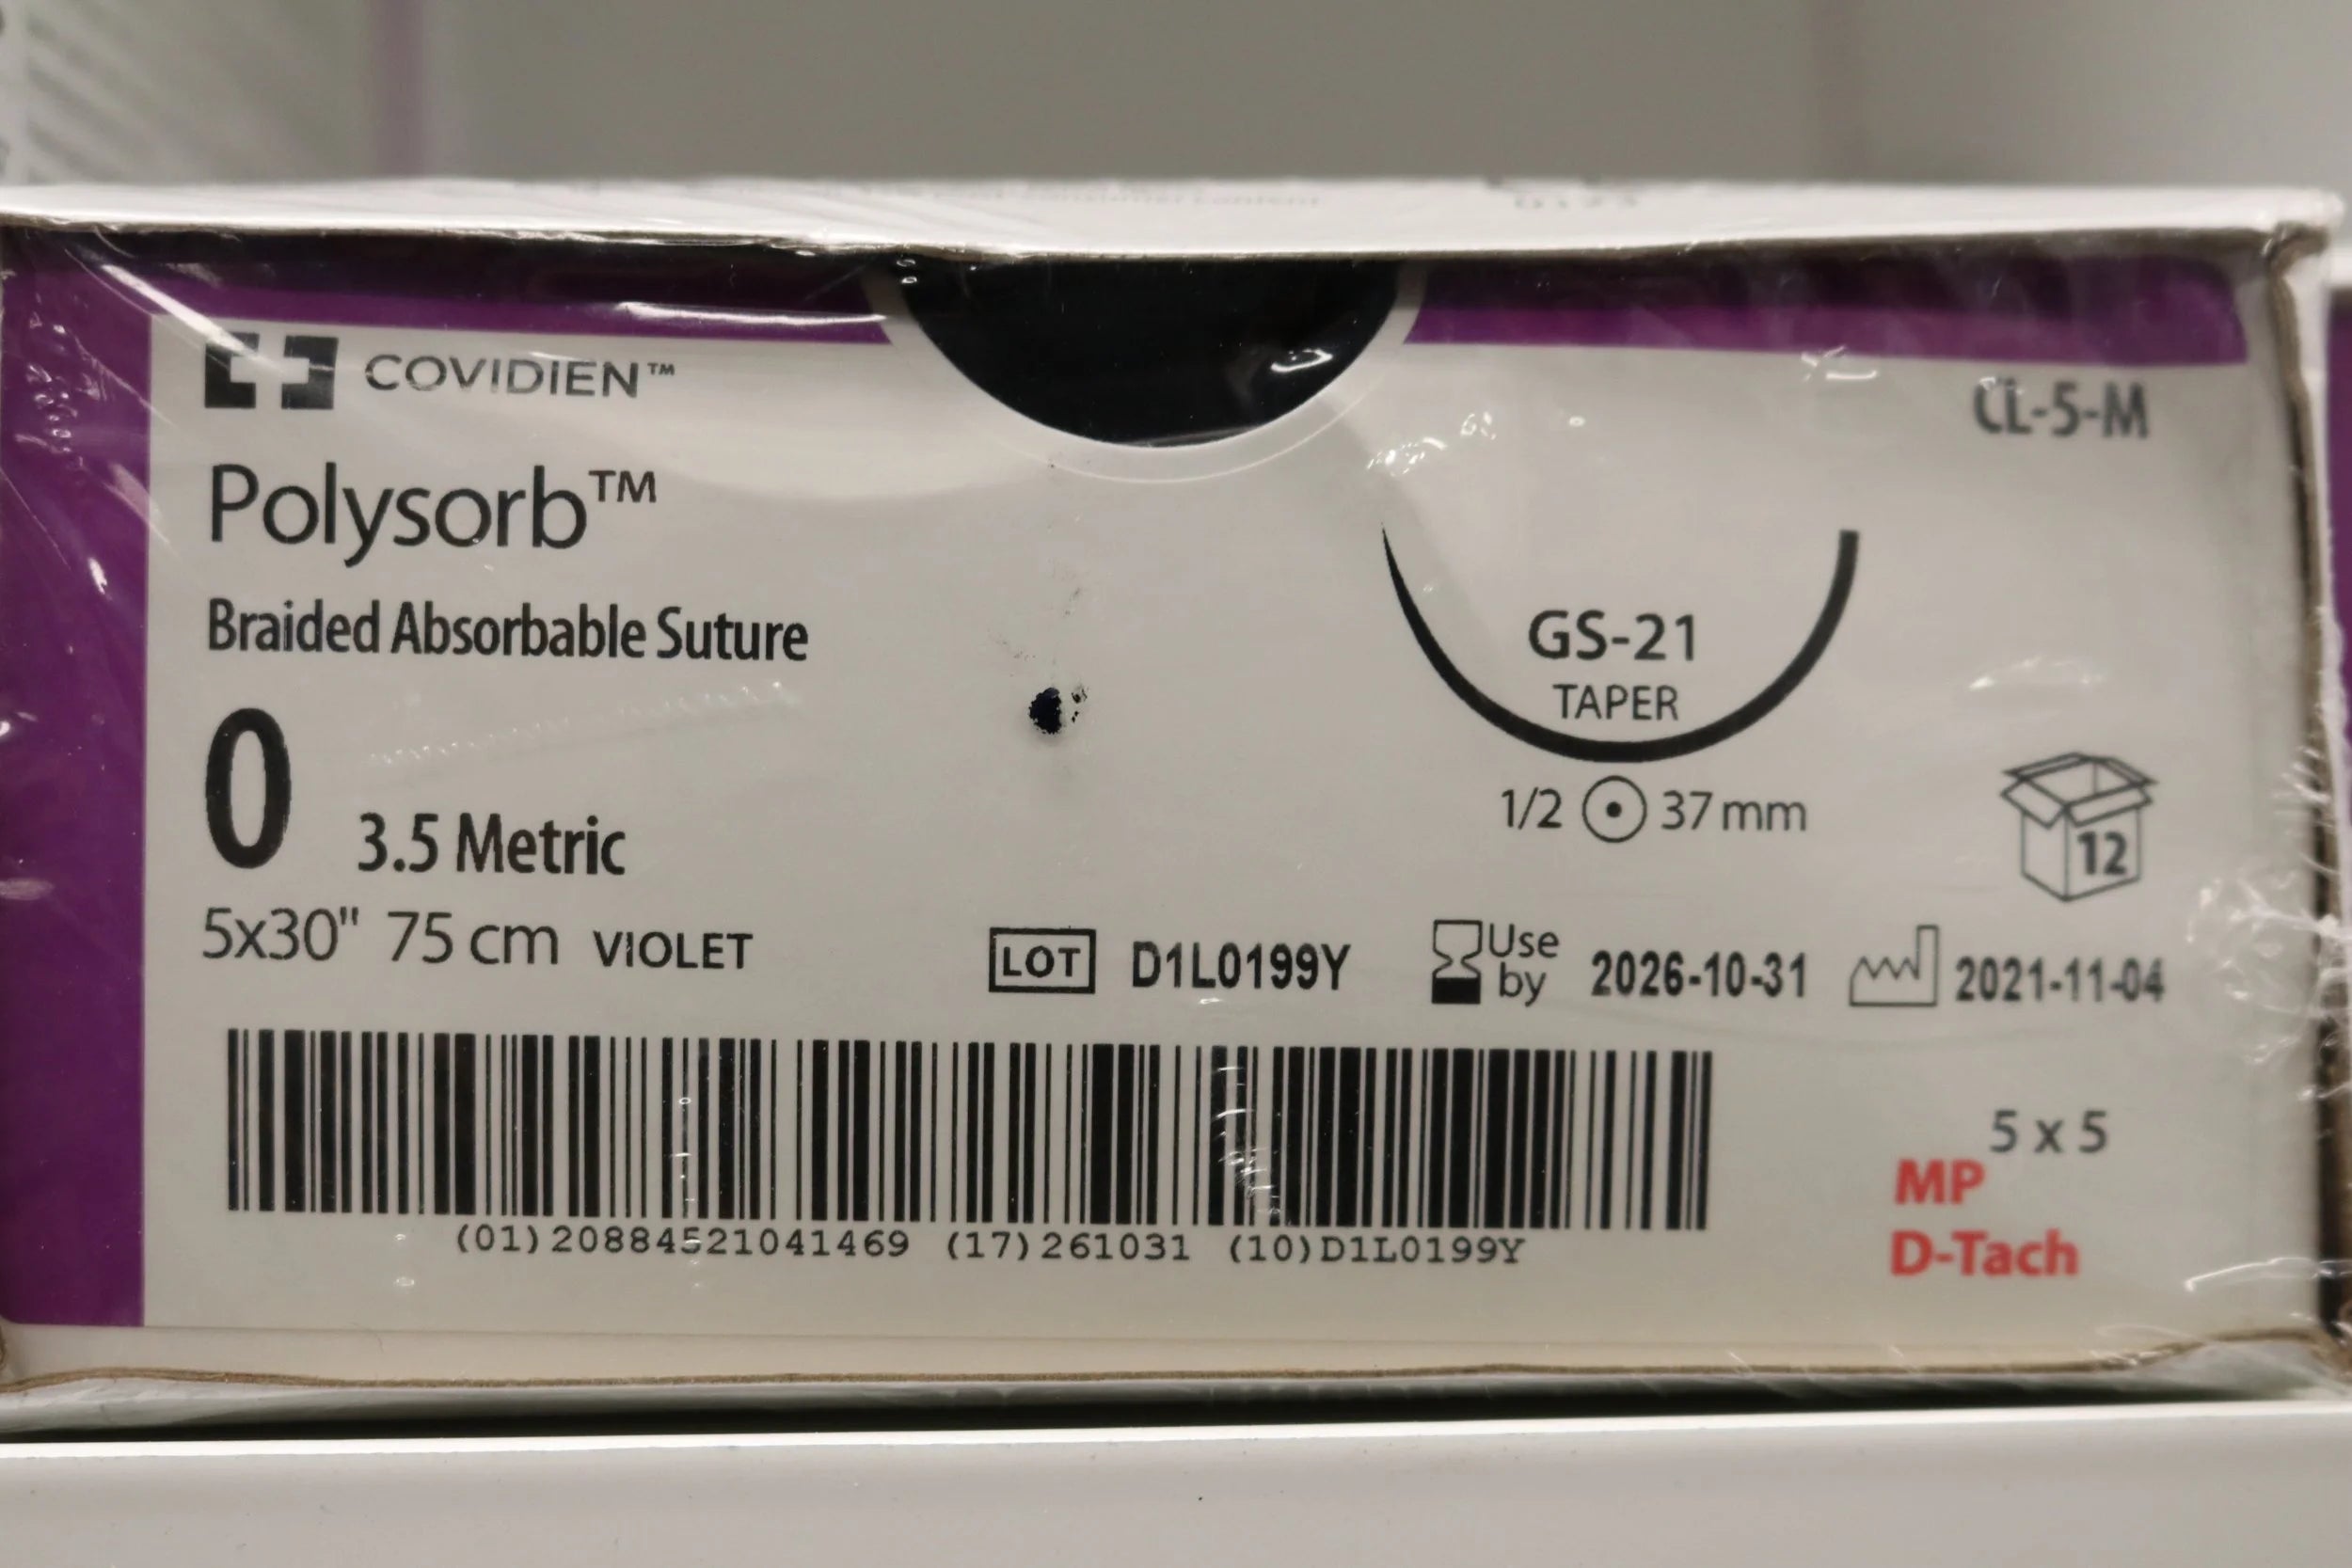 COVIDIEN™
CL-5-M
Polysorb™
Braided Absorbable Suture
GS-21
TAPER
0 3.5 Metric
1/2 37 mm
12
5x30" 75 cm VIOLET
LOT D1L0199Y
Use by 2026-10-31
2021-11-04
5 x 5
MP
D-Tach
(01)20884521041469 (17)261031 (10)D1L0199Y